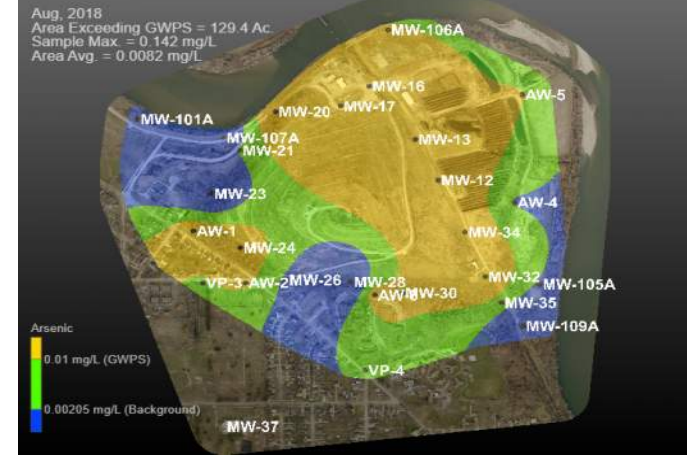 Aug, 2018
Area Exceeding GWPS = 129.4 Ac.
Sample Max. = 0.142 mg/L
Area Avg. = 0.0082 mg/L
MW-106A
MW-16
AW-5
MW-17
MW-20
MW-101A
MW-107A
MW-13
MW-21
MW-12
MW-23
AW-4
AW-1
MW-34
MW-24
MW-32
VP-3
AW-2
MW-26
MW-28
MW-105A
MW-30
MW-35
MW-109A
Arsenic
0.01 mg/L (GWPS)
VP-4
0.00205 mg/L (Background)
MW-37